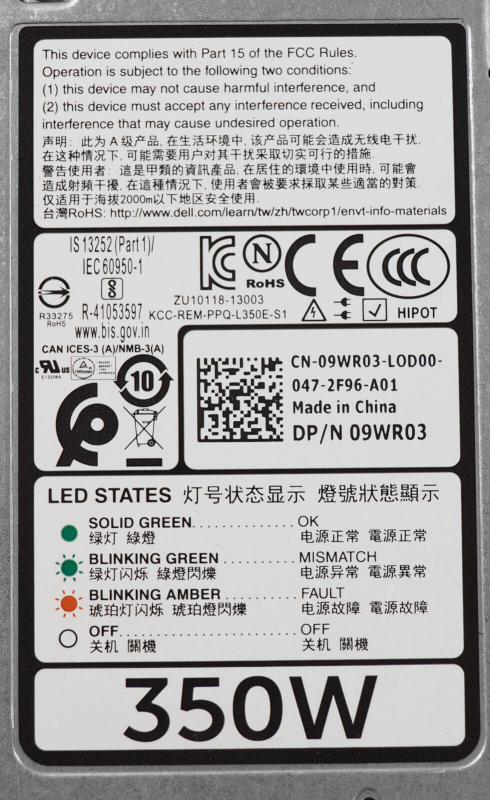 This device complies with Part 15 of the FCC Rules.
Operation is subject to the following two conditions:
(1) this device may not cause harmful interference, and
(2) this device must accept any interference received, including
interference that may cause undesired operation.
声明：此为 A 级产品, 在生活环境中, 该产品可能会造成无线电干扰.
在这种情况下, 可能需要用户对其干扰采取切实可行的措施.
警告使用者：這是甲類的資訊產品, 在居住的環境中使用時, 可能會
造成射頻干擾, 在這種情況下, 使用者會被要求採取某些適當的對策.
仅适用于海拔2000m以下地区安全使用.
台灣RoHS: http://www.dell.com/learn/tw/zh/twcorp1/envt-info-materials
IS 13252 (Part 1)/
IEC 60950-1
R33275
RoHS
R-41053597
www.bis.gov.in
N
RoHS
CE
CCC
ZU10118-13003
KCC-REM-PPQ-L350E-S1
HIPOT
CAN ICES-3 (A)/NMB-3(A)
c RU us
10
CN-09WR03-LOD00-
047-2F96-A01
Made in China
DP/N 09WR03
LED STATES 灯号状态显示 燈號狀態顯示
SOLID GREEN............OK
绿灯 綠燈 电源正常 電源正常
BLINKING GREEN........MISMATCH
绿灯闪烁 綠燈閃爍 电源异常 電源異常
BLINKING AMBER........FAULT
琥珀灯闪烁 琥珀燈閃爍 电源故障 電源故障
OFF........................OFF
关机 關機 关机 關機
350W